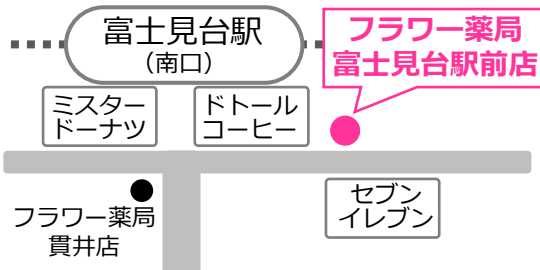 富士見台駅
（南口）
フラワー薬局
富士見台駅前店
ミスター
ドーナツ
ドトール
コーヒー
フラワー薬局
貫井店
セブン
イレブン